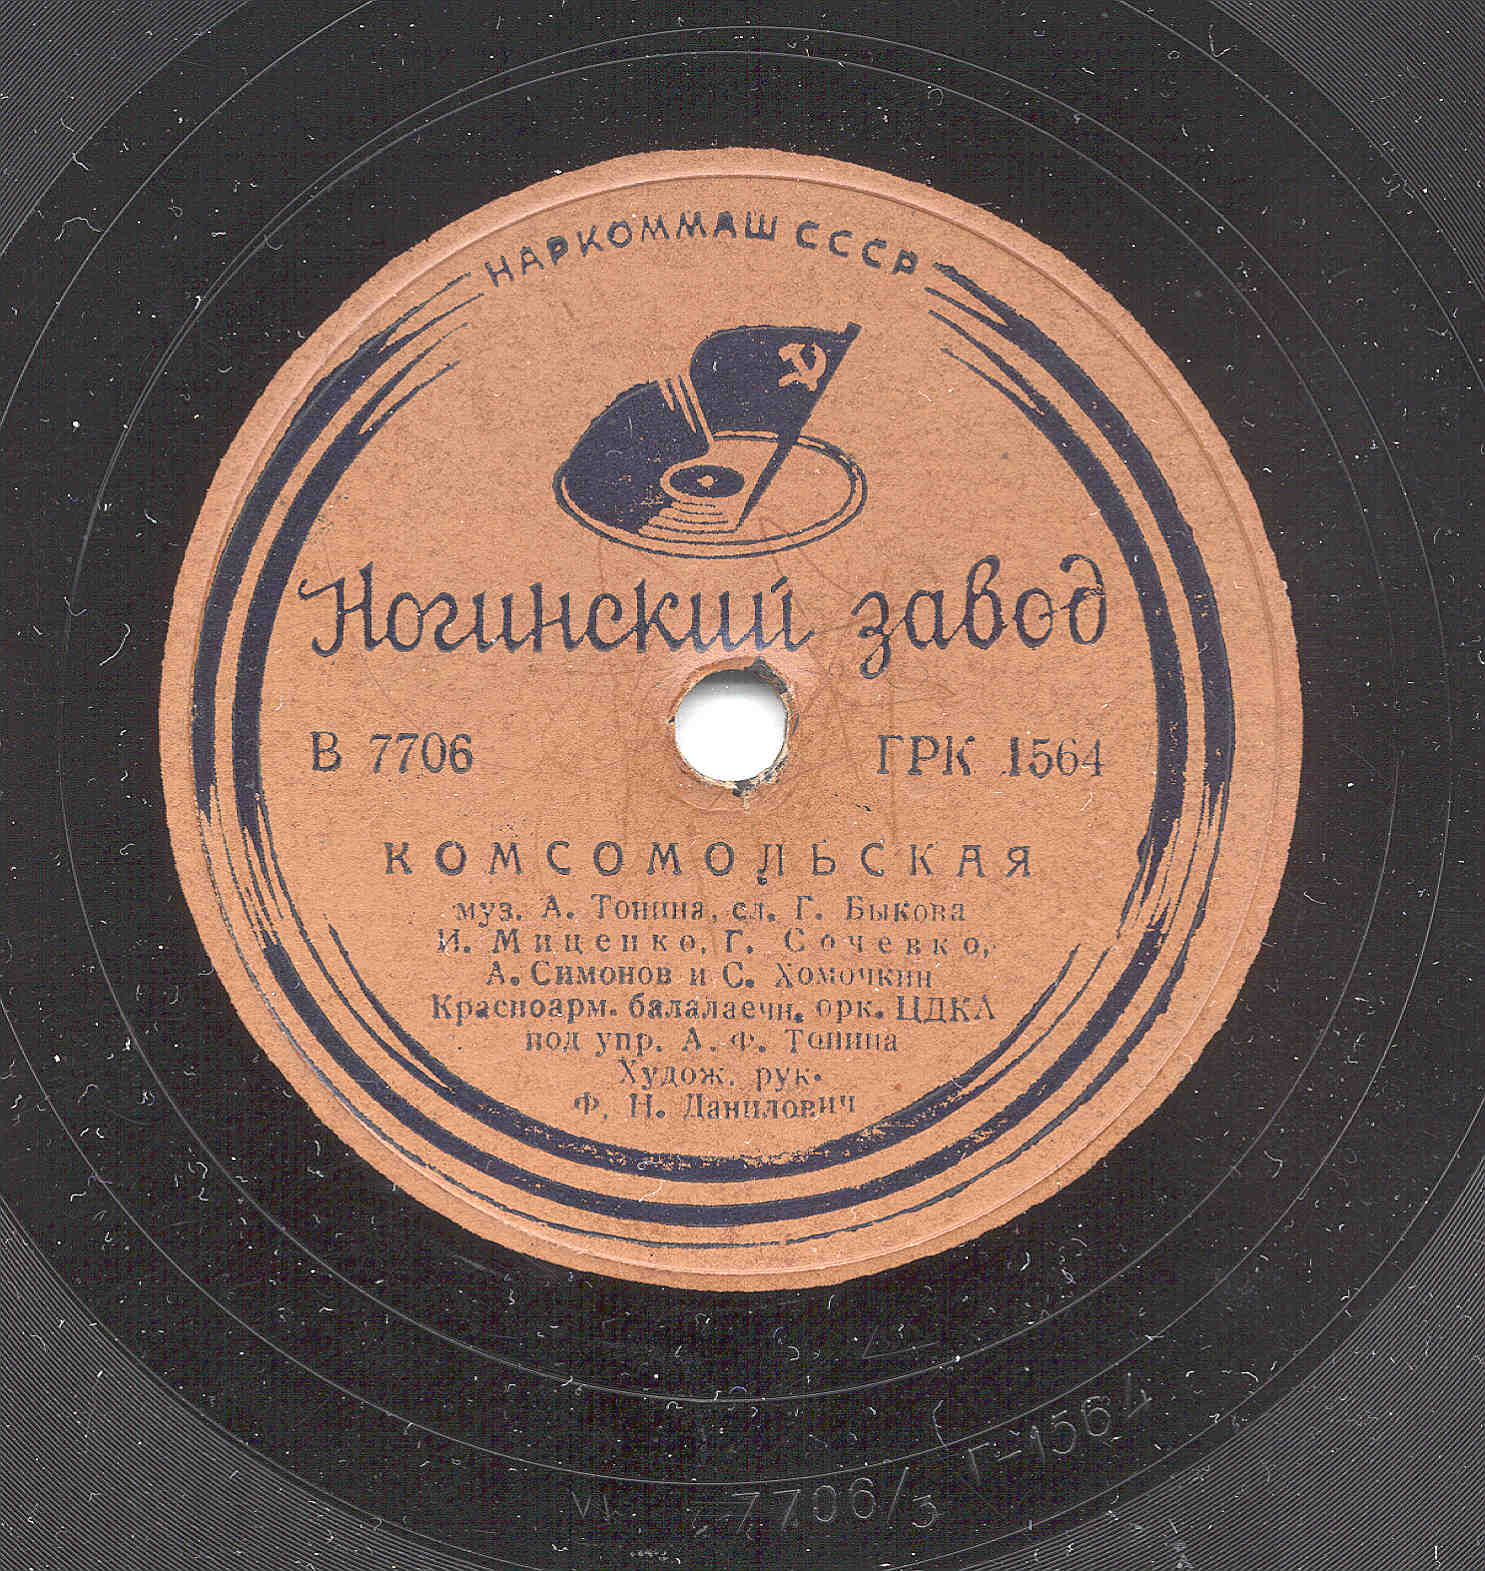 НАРКОММАШ СССР
Ногинский завод
В 7706 ГРК 1564
КОМСОМОЛЬСКАЯ
муз. А. Тонина, сл. Г. Быкова
И. Миценко, Г. Сочевко,
А. Симонов и С. Хомочкин
Красноарм. балалаечн. орк. ЦДКА
под упр. А. Ф. Тонина
Худож. рук.
Ф. Н. Данилович
Г-1564
7706/3